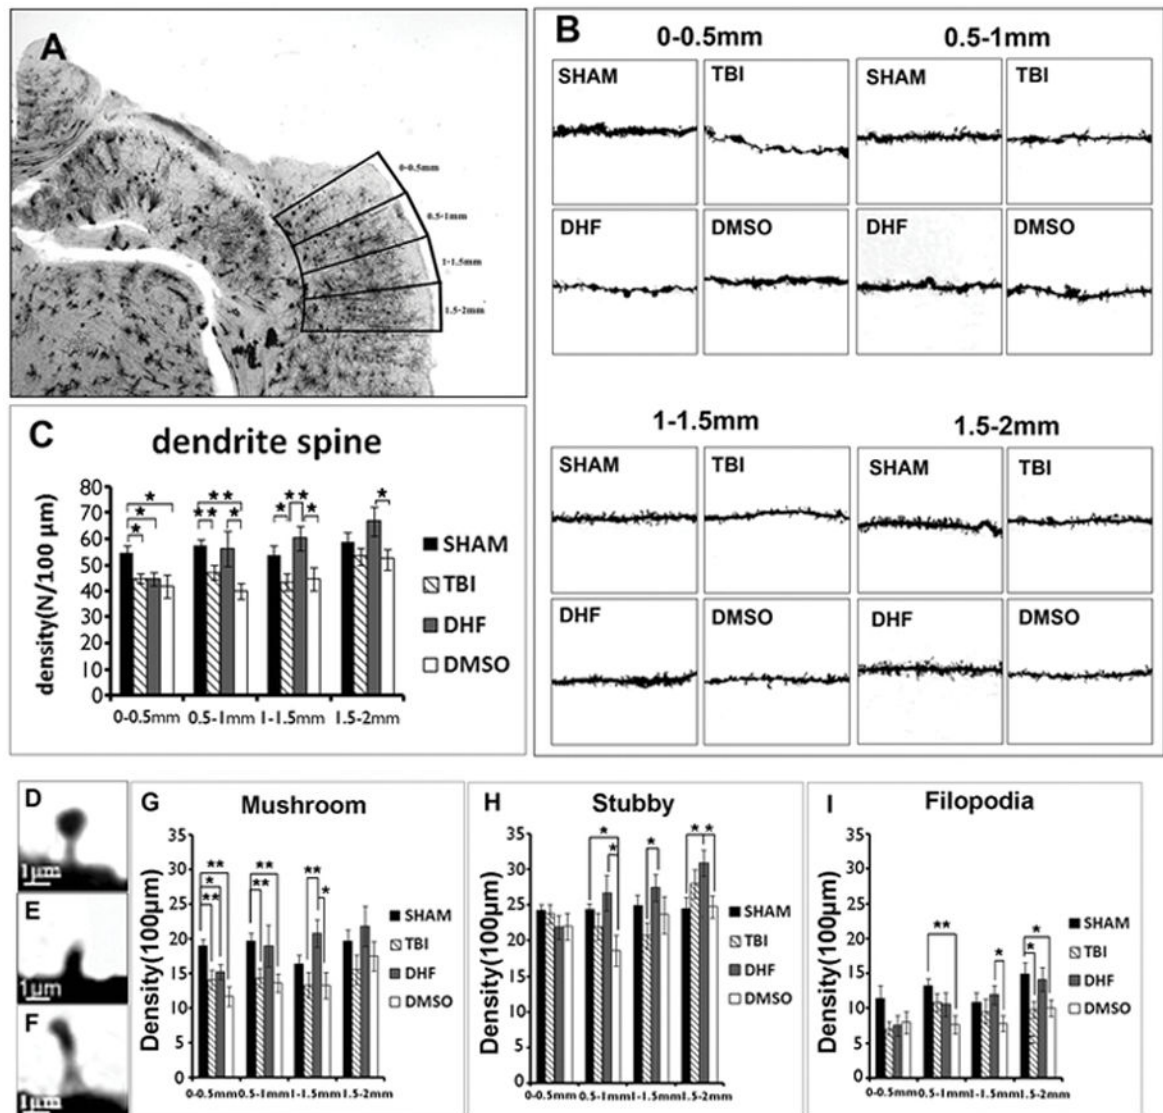 A
0-0.5mm
0.5-1mm
1-1.5mm
1.5-2mm
B
0-0.5mm 0.5-1mm
SHAM TBI SHAM TBI
DHF DMSO DHF DMSO
1-1.5mm 1.5-2mm
SHAM TBI SHAM TBI
DHF DMSO DHF DMSO
C
dendrite spine
density(N/100 μm)
80
70
60
50
40
30
20
10
0
* * * * ** ** * * ** * *
0-0.5mm 0.5-1mm 1-1.5mm 1.5-2mm
SHAM
TBI
DHF
DMSO
D
1μm
E
1μm
F
1μm
G
Mushroom
Density(100μm)
35
30
25
20
15
10
5
0
** * ** ** ** ** *
0-0.5mm 0.5-1mm 1-1.5mm 1.5-2mm
SHAM
TBI
DHF
DMSO
H
Stubby
Density(100μm)
35
30
25
20
15
10
5
0
* * * * *
0-0.5mm 0.5-1mm 1-1.5mm 1.5-2mm
SHAM
TBI
DHF
DMSO
I
Filopodia
Density(100μm)
35
30
25
20
15
10
5
0
** * * *
0-0.5mm 0.5-1mm 1-1.5mm 1.5-2mm
SHAM
TBI
DHF
DMSO